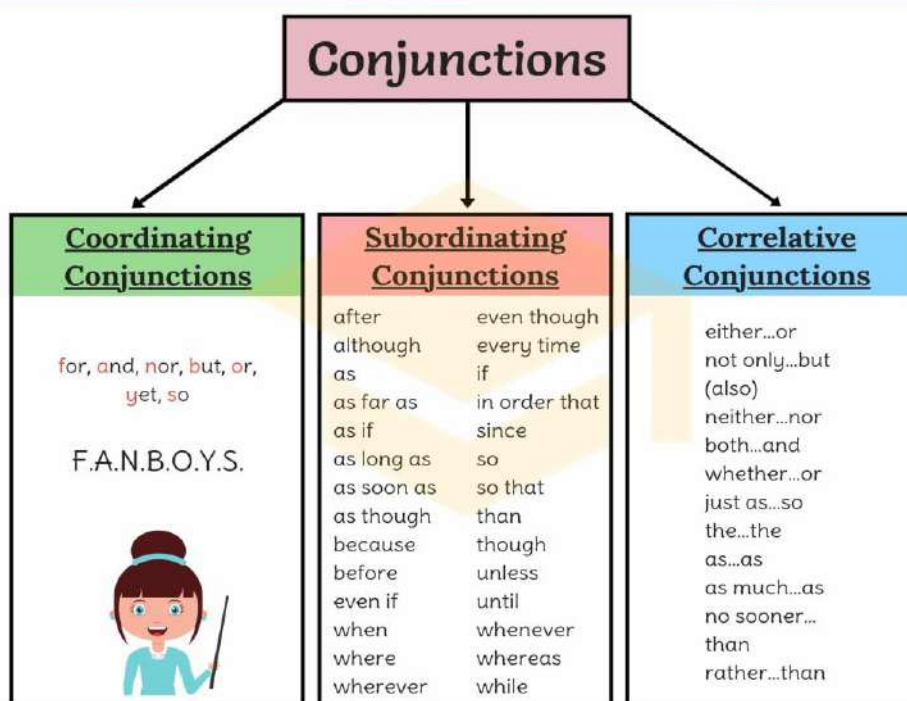 Conjunctions
Coordinating
Conjunctions
for, and, nor, but, or,
yet, so
F.A.N.B.O.Y.S.
Subordinating
Conjunctions
after
although
as
as far as
as if
as long as
as soon as
as though
because
before
even if
when
where
wherever
even though
every time
if
in order that
since
so
so that
than
though
unless
until
whenever
whereas
while
Correlative
Conjunctions
either...or
not only...but
(also)
neither...nor
both...and
whether...or
just as...so
the...the
as...as
as much...as
no sooner...
than
rather...than